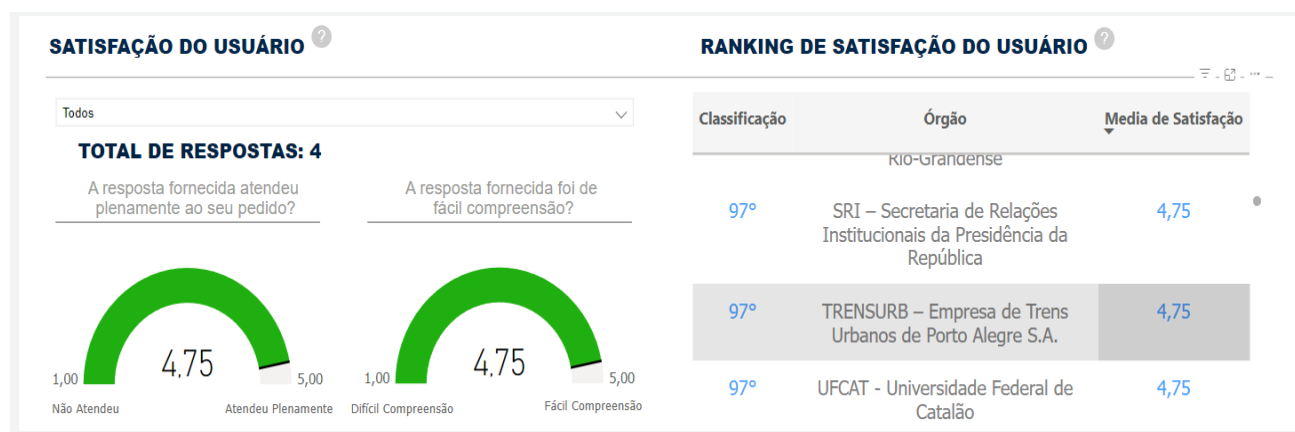 SATISFAÇÃO DO USUÁRIO ?
Todos
TOTAL DE RESPOSTAS: 4
A resposta fornecida atendeu
plenamente ao seu pedido?
4,75
1,00
5,00
Não Atendeu
Atendeu Plenamente
A resposta fornecida foi de
fácil compreensão?
4,75
1,00
5,00
Difícil Compreensão
Fácil Compreensão
RANKING DE SATISFAÇÃO DO USUÁRIO ?
Classificação Órgão Media de Satisfação
Rio-Grandense
97° SRI – Secretaria de Relações 4,75
Institucionais da Presidência da
República
97° TRENSURB – Empresa de Trens 4,75
Urbanos de Porto Alegre S.A.
97° UFCAT - Universidade Federal de 4,75
Catalão